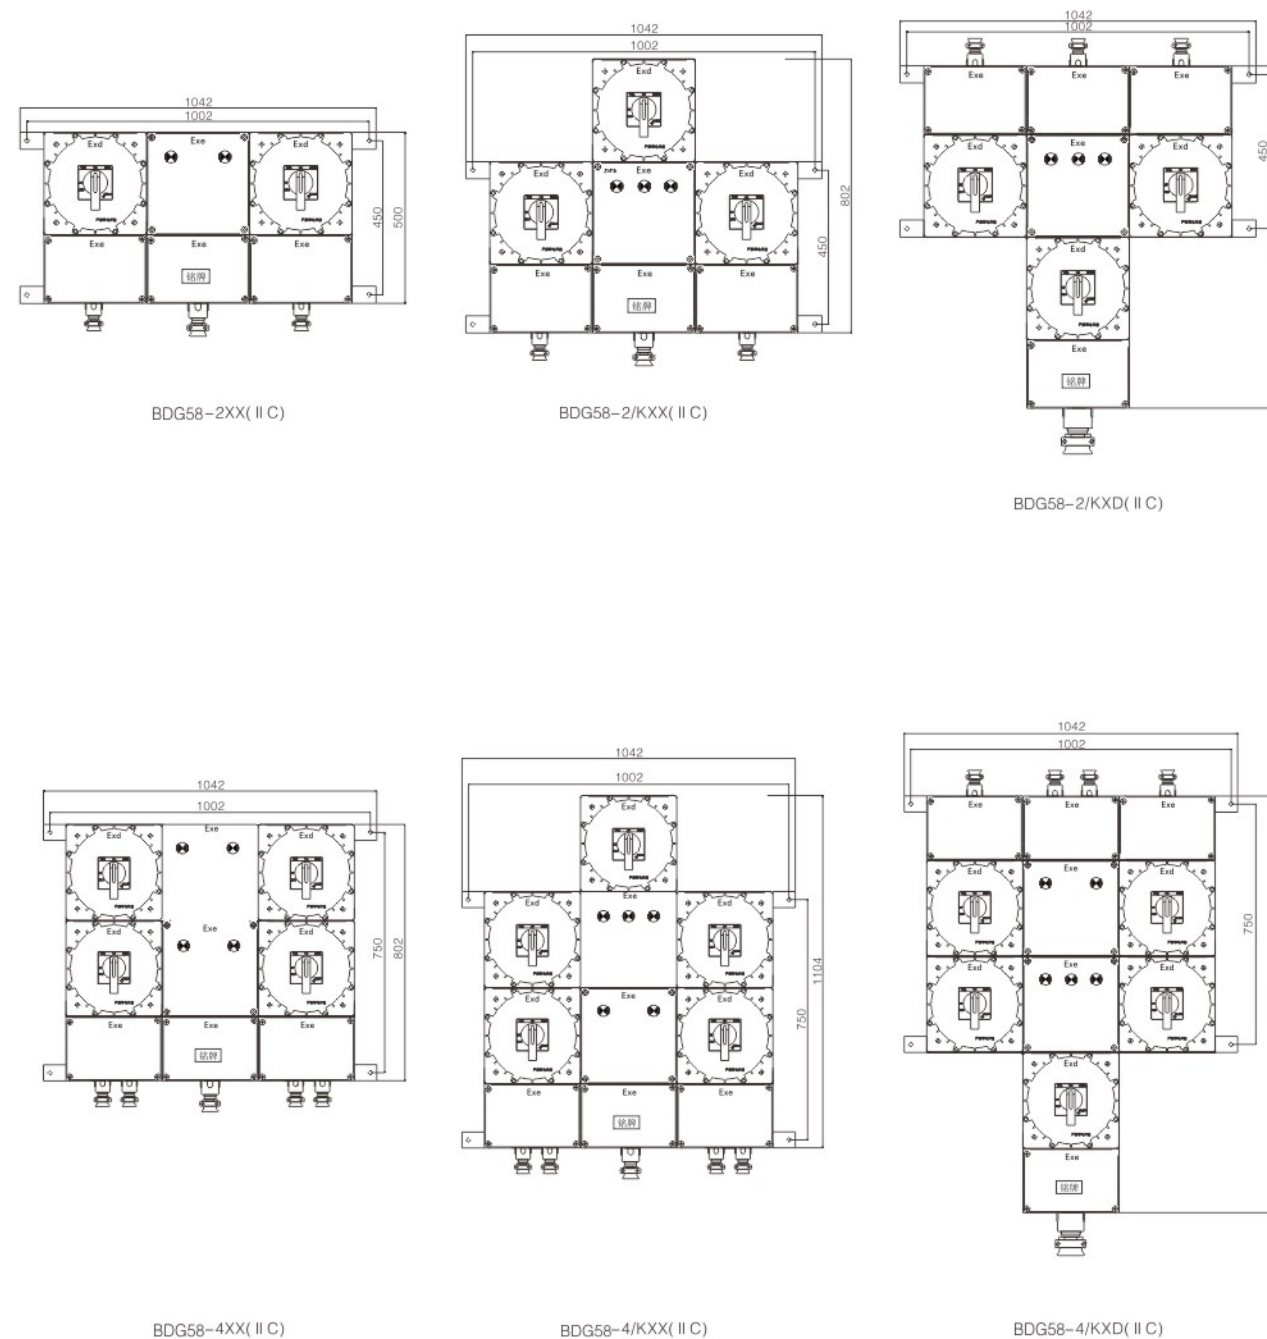 1042
1002
Exd
Exe
Exd
Exe
Exe
铭牌
Exe
450
500
BDG58-2XX(ⅡC)
1042
1002
Exd
Exd
Exe
Exd
Exe
Exe
铭牌
Exe
450
802
BDG58-2/KXX(ⅡC)
1042
1002
Exe
Exe
Exe
Exd
Exe
Exd
Exd
Exe
铭牌
450
BDG58-2/KXD(ⅡC)
1042
1002
Exd
Exe
Exd
Exd
Exe
Exd
Exe
Exe
铭牌
Exe
750
802
BDG58-4XX(ⅡC)
1042
1002
Exd
Exd
Exe
Exd
Exd
Exe
Exd
Exe
Exe
铭牌
Exe
750
1104
BDG58-4/KXX(ⅡC)
1042
1002
Exe
Exe
Exe
Exd
Exe
Exd
Exd
Exe
Exd
Exd
Exe
铭牌
750
BDG58-4/KXD(ⅡC)